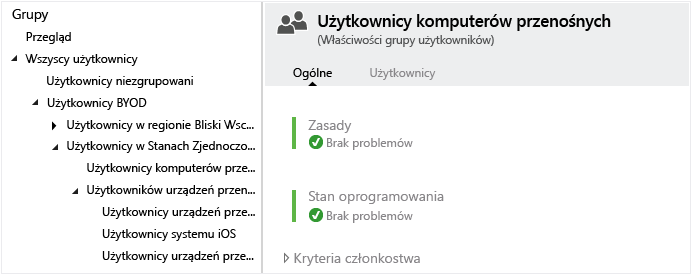 Grupy
Przegląd
Wszyscy użytkownicy
Użytkownicy niezgrupowani
Użytkownicy BYOD
Użytkownicy w regionie Bliski Wsc...
Użytkownicy w Stanach Zjednoczo...
Użytkownicy komputerów prze...
Użytkowników urządzeń przen...
Użytkownicy urządzeń prze...
Użytkownicy systemu iOS
Użytkownicy urządzeń prze...
Użytkownicy komputerów przenośnych
(Właściwości grupy użytkowników)
Ogólne Użytkownicy
Zasady
Brak problemów
Stan oprogramowania
Brak problemów
Kryteria członkostwa